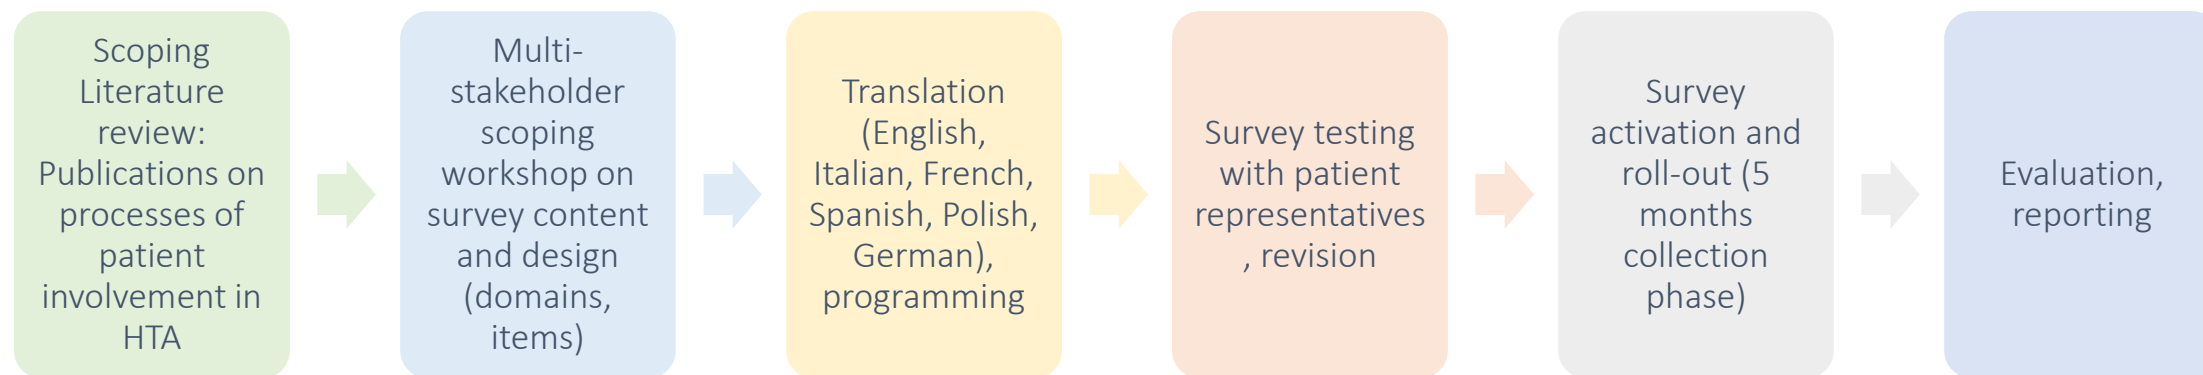 Scoping
Literature
review:
Publications on
processes of
patient
involvement in
HTA
Multi-
stakeholder
scoping
workshop on
survey content
and design
(domains,
items)
Translation
(English,
Italian, French,
Spanish, Polish,
German),
programming
Survey testing
with patient
representatives
, revision
Survey
activation and
roll-out (5
months
collection
phase)
Evaluation,
reporting